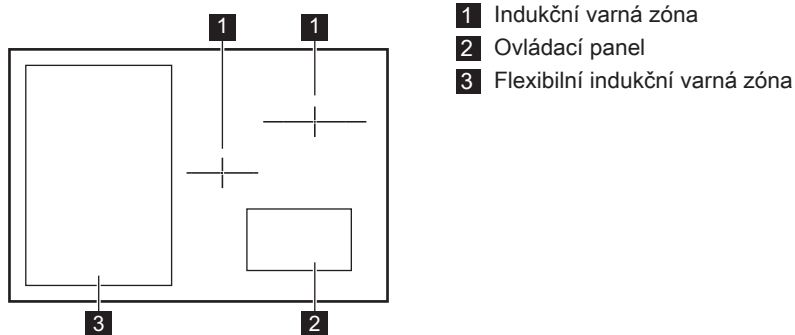 1 1
3 2
1 Indukční varná zóna
2 Ovládací panel
3 Flexibilní indukční varná zóna